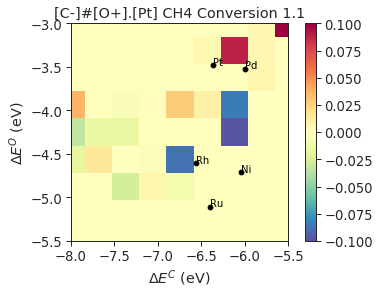 [C-]#[O+].[Pt] CH4 Conversion 1.1
ΔE^O (eV)
−3.0
−3.5
−4.0
−4.5
−5.0
−5.5
Pt
Pd
Rh
Ni
Ru
−8.0 −7.5 −7.0 −6.5 −6.0 −5.5
ΔE^C (eV)
0.100
0.075
0.050
0.025
0.000
−0.025
−0.050
−0.075
−0.100